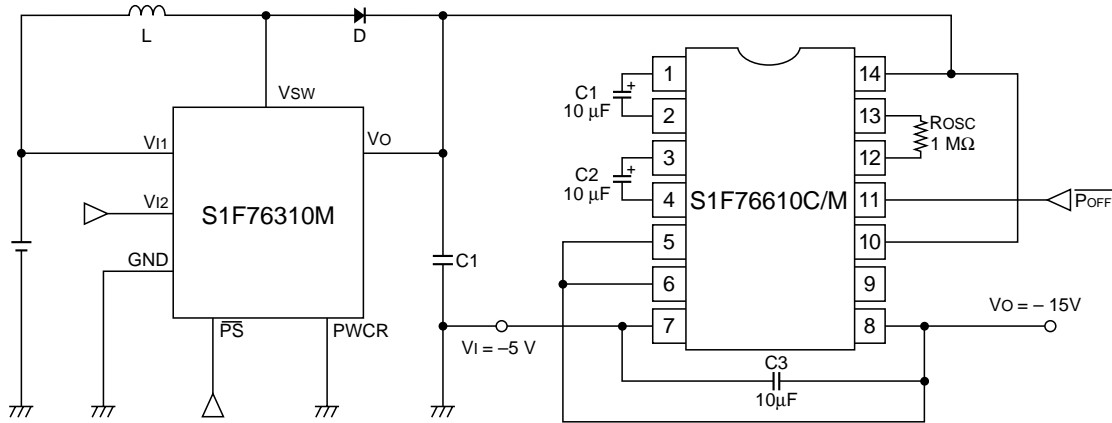 L
D
VSW
VI1
VO
VI2
S1F76310M
GND
C1
PS
PWCR
VI = –5 V
C1
10 µF
+
C2
10 µF
+
1
2
3
4
5
6
7
S1F76610C/M
14
13
12
11
10
9
8
ROSC
1 MΩ
POFF
VO = – 15V
C3
10µF